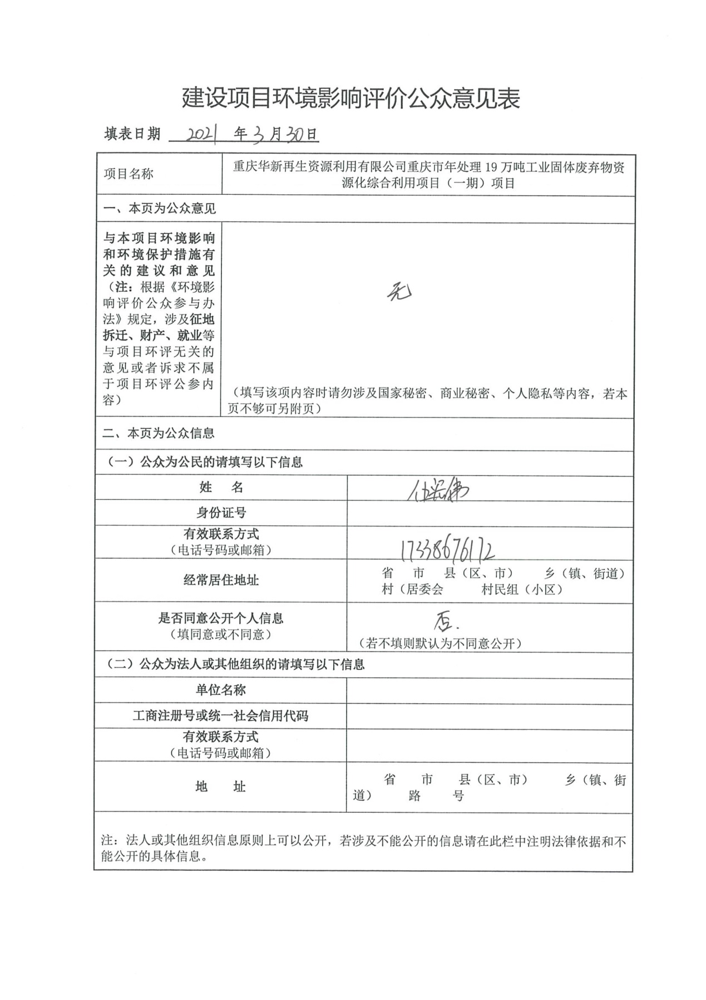 建设项目环境影响评价公众意见表
填表日期 2021 年 3 月 30 日
项目名称
重庆华新再生资源利用有限公司重庆市年处理 19 万吨工业固体废弃物资
源化综合利用项目（一期）项目
一、本页为公众意见
与本项目环境影响
和环境保护措施有
关的建议和意见
（注：根据《环境影
响评价公众参与办
法》规定，涉及征地
拆迁、财产、就业等
与项目环评无关的
意见或者诉求不属
于项目环评公参内
容）
无
（填写该项内容时请勿涉及国家秘密、商业秘密、个人隐私等内容，若本
页不够可另附页）
二、本页为公众信息
（一）公众为公民的请填写以下信息
姓 名
身份证号
有效联系方式
（电话号码或邮箱）
17338676172
经常居住地址
省 市 县（区、市） 乡（镇、街道）
村（居委会 村民组（小区）
是否同意公开个人信息
（填同意或不同意）
否.
（若不填则默认为不同意公开）
（二）公众为法人或其他组织的请填写以下信息
单位名称
工商注册号或统一社会信用代码
有效联系方式
（电话号码或邮箱）
地 址
省 市 县（区、市） 乡（镇、街
道） 路 号
注：法人或其他组织信息原则上可以公开，若涉及不能公开的信息请在此栏中注明法律依据和不
能公开的具体信息。